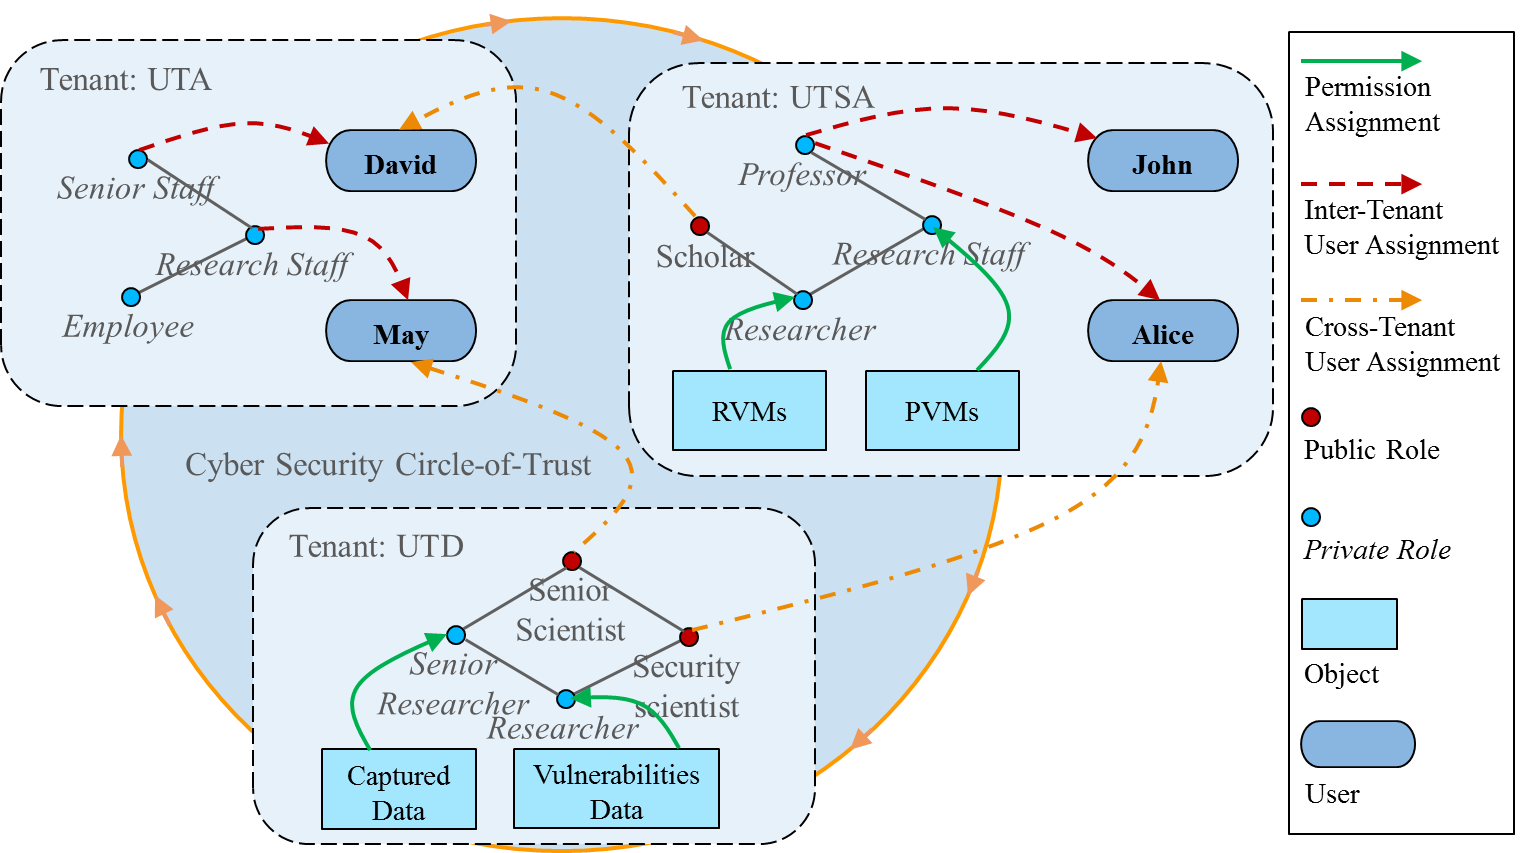 Tenant: UTA
David
Senior Staff
Research Staff
Employee
May
Tenant: UTSA
Professor
John
Scholar
Research Staff
Researcher
Alice
RVMs
PVMs
Cyber Security Circle-of-Trust
Tenant: UTD
Senior
Scientist
Senior
Researcher
Security
scientist
Researcher
Captured
Data
Vulnerabilities
Data
Permission
Assignment
Inter-Tenant
User Assignment
Cross-Tenant
User Assignment
Public Role
Private Role
Object
User